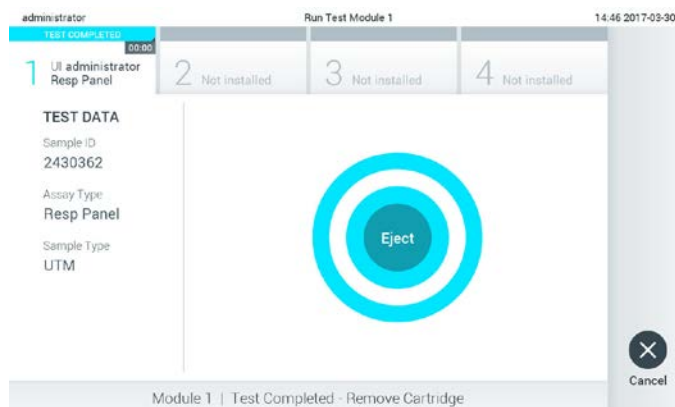 administrator
Run Test Module 1
14:46 2017-03-30
TEST COMPLETED
00:00
1 UI administrator
Resp Panel
2 Not installed
3 Not installed
4 Not installed
TEST DATA
Sample ID
2430362
Assay Type
Resp Panel
Sample Type
UTM
Eject
Cancel
Module 1 | Test Completed - Remove Cartridge